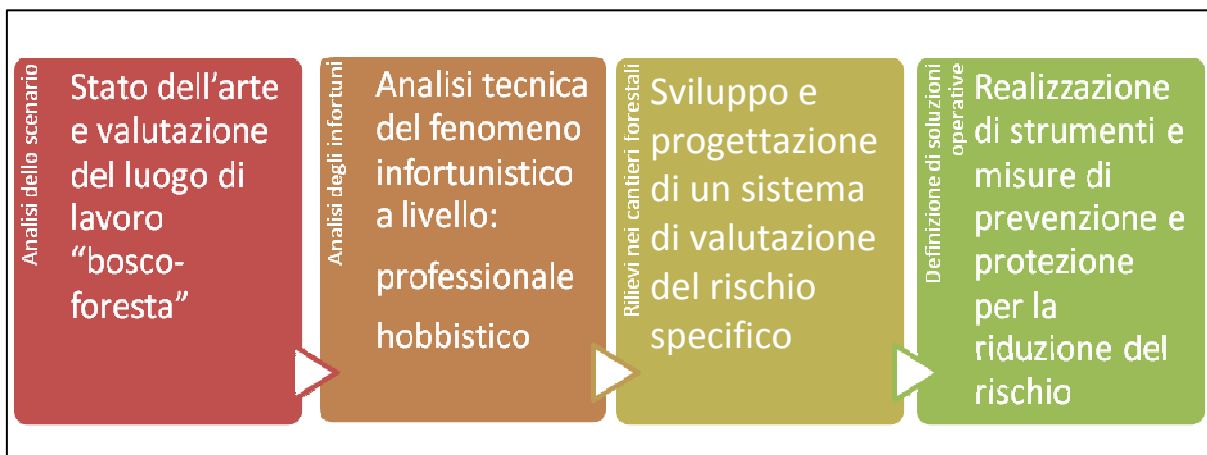 Analisi dello scenario
Stato dell'arte
e valutazione
del luogo di
lavoro
"bosco-
foresta"
Analisi degli infortuni
Analisi tecnica
del fenomeno
infortunistico
a livello:
professionale
hobbistico
Rilievi nei cantieri forestali
Sviluppo e
progettazione
di un sistema
di valutazione
del rischio
specifico
Definizione di soluzioni
operative
Realizzazione
di strumenti e
misure di
prevenzione e
protezione
per la
riduzione del
rischio